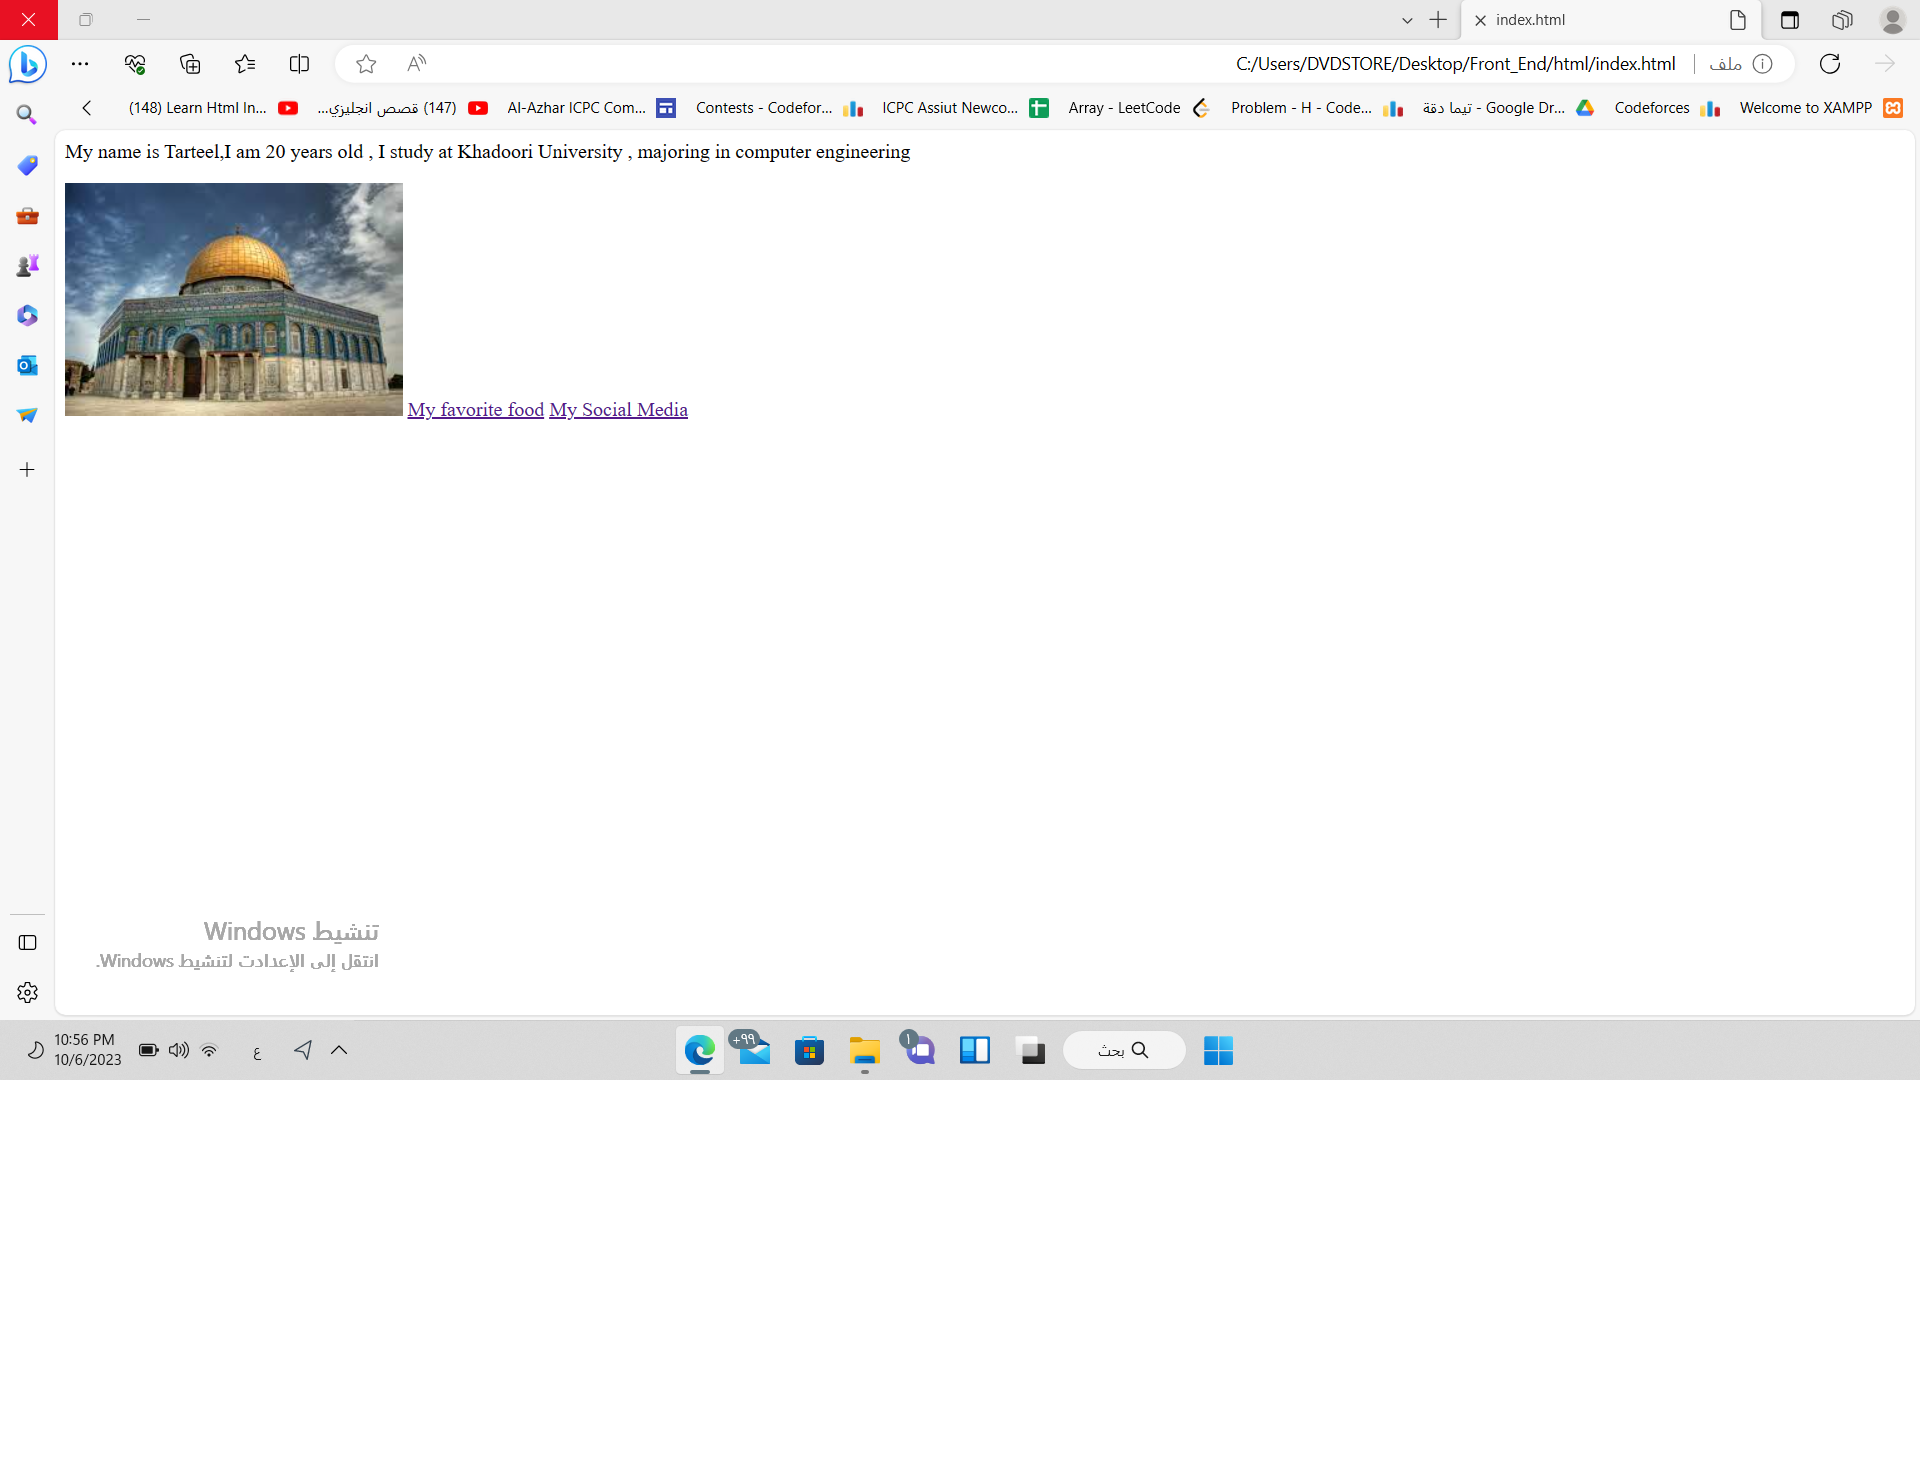 index.html
C:/Users/DVDSTORE/Desktop/Front_End/html/index.html
ملف
(148) Learn Html In...
(147) قصص انجليزي...
Al-Azhar ICPC Com...
Contests - Codefor...
ICPC Assiut Newco...
Array - LeetCode
Problem - H - Code...
تيما دقة - Google Dr...
Codeforces
Welcome to XAMPP
My name is Tarteel,I am 20 years old , I study at Khadoori University , majoring in computer engineering
My favorite food My Social Media
تنشيط Windows
انتقل إلى الإعدادت لتنشيط Windows.
10:56 PM
10/6/2023
ع
+٩٩
١
بحث